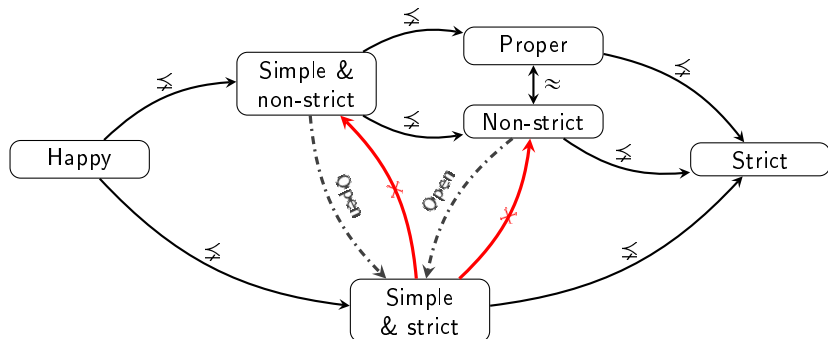 ⋨
Proper
⋨
Simple &
non-strict
≈
⋨
Non-strict
⋨
Happy
Strict
Open
Open
⋨
⋨
Simple
& strict